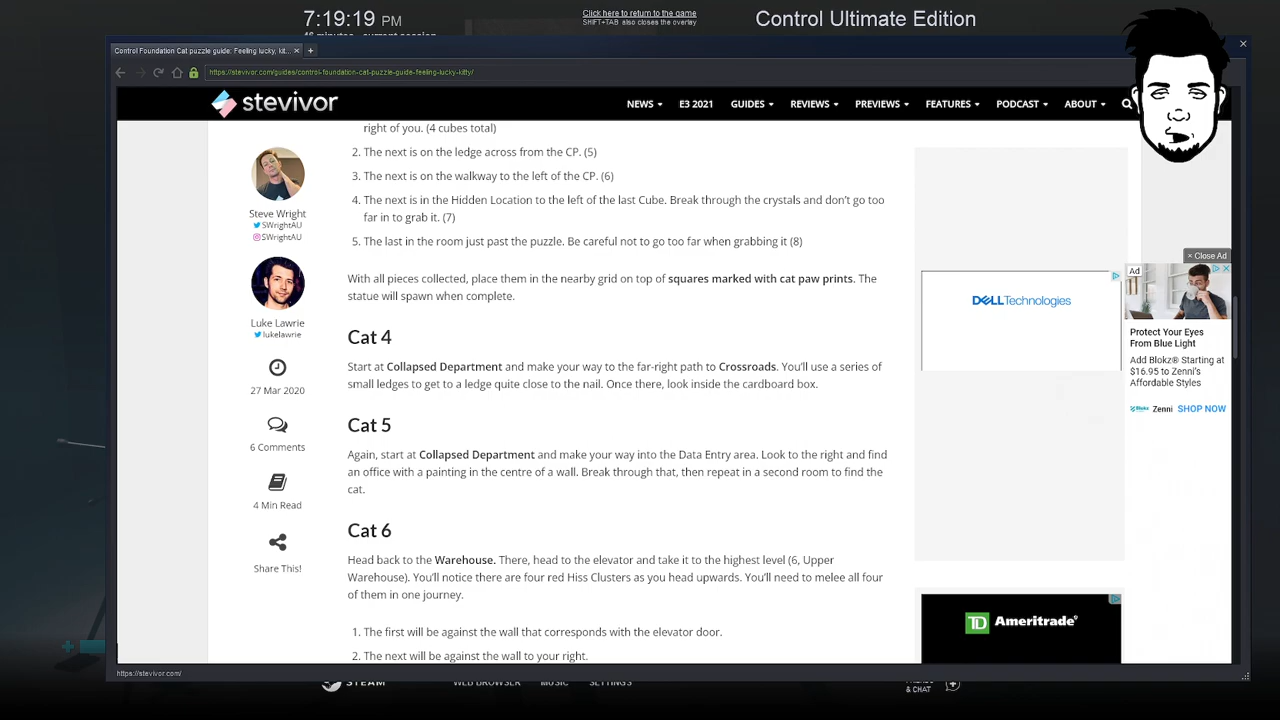 7:19:19 PM
Click here to return to the game
SHIFT+TAB also closes the overlay
Control Ultimate Edition
46 minutes - current session
Control Foundation Cat puzzle guide: Feeling lucky, kit...
https://stevivor.com/guides/control-foundation-cat-puzzle-guide-feeling-lucky-kitty/
stevivor
NEWS
E3 2021
GUIDES
REVIEWS
PREVIEWS
FEATURES
PODCAST
ABOUT
right of you. (4 cubes total)
2. The next is on the ledge across from the CP. (5)
3. The next is on the walkway to the left of the CP. (6)
4. The next is in the Hidden Location to the left of the last Cube. Break through the crystals and don't go too
far in to grab it. (7)
5. The last in the room just past the puzzle. Be careful not to go too far when grabbing it (8)
With all pieces collected, place them in the nearby grid on top of squares marked with cat paw prints. The
statue will spawn when complete.
Cat 4
Start at Collapsed Department and make your way to the far-right path to Crossroads. You'll use a series of
small ledges to get to a ledge quite close to the nail. Once there, look inside the cardboard box.
Cat 5
Again, start at Collapsed Department and make your way into the Data Entry area. Look to the right and find
an office with a painting in the centre of a wall. Break through that, then repeat in a second room to find the
cat.
Cat 6
Head back to the Warehouse. There, head to the elevator and take it to the highest level (6, Upper
Warehouse). You'll notice there are four red Hiss Clusters as you head upwards. You'll need to melee all four
of them in one journey.
1. The first will be against the wall that corresponds with the elevator door.
2. The next will be against the wall to your right.
Steve Wright
SWrightAU
SWrightAU
Luke Lawrie
lukelawrie
27 Mar 2020
6 Comments
4 Min Read
Share This!
DELLTechnologies
× Close Ad
Ad
Protect Your Eyes
From Blue Light
Add Blokz® Starting at
$16.95 to Zenni's
Affordable Styles
Zenni
SHOP NOW
TD Ameritrade
https://stevivor.com/
STEAM
WEB BROWSER
MUSIC
SETTINGS
FRIENDS
& CHAT